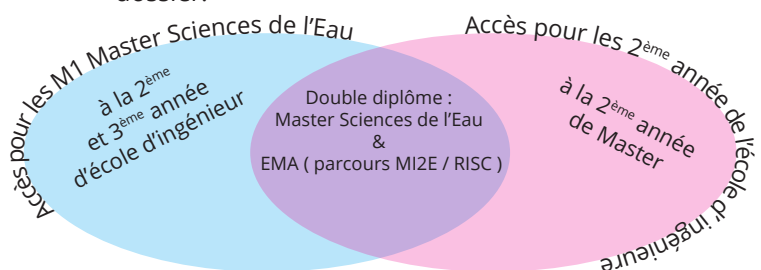 dossier.
Accès pour les M1 Master Sciences de l'Eau
à la 2ème
et 3ème année
d'école d'ingénieur
Double diplôme :
Master Sciences de l'Eau
&
EMA ( parcours MI2E / RISC )
Accès pour les 2ème année de l'école d'ingénieure
à la 2ème année
de Master